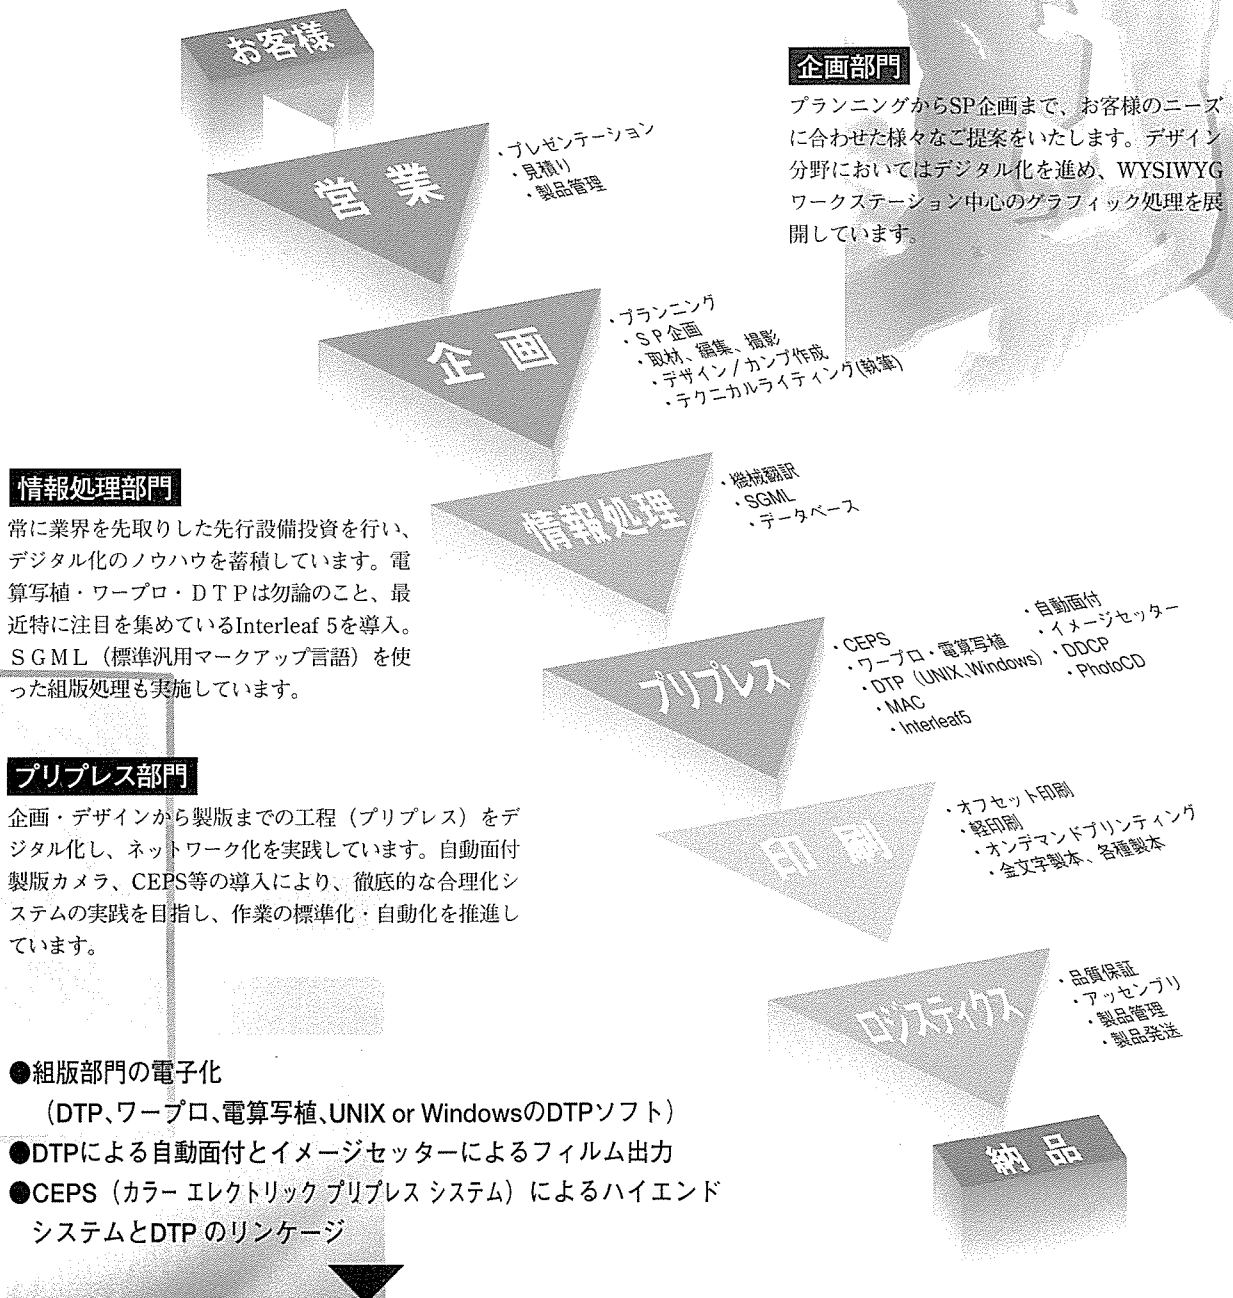 お客様
営業
・プレゼンテーション
・見積り
・製品管理
企画部門
プランニングからSP企画まで、お客様のニーズ
に合わせた様々なご提案をいたします。デザイン
分野においてはデジタル化を進め、WYSIWYG
ワークステーション中心のグラフィック処理を展
開しています。
企画
・プランニング
・SP企画
・取材、編集、撮影
・デザイン/カンプ作成
・テクニカルライティング(執筆)
情報処理部門
常に業界を先取りした先行設備投資を行い、
デジタル化のノウハウを蓄積しています。電
算写植・ワープロ・DTPは勿論のこと、最
近特に注目を集めているInterleaf 5を導入。
SGML（標準汎用マークアップ言語）を使
った組版処理も実施しています。
情報処理
・機械翻訳
・SGML
・データベース
プリプレス
・CEPS
・ワープロ・電算写植
・DTP（UNIX、Windows）
・MAC
・Interleaf5
・自動面付
・イメージセッター
・DDCP
・PhotoCD
プリプレス部門
企画・デザインから製版までの工程（プリプレス）をデ
ジタル化し、ネットワーク化を実践しています。自動面付
製版カメラ、CEPS等の導入により、徹底的な合理化シ
ステムの実践を目指し、作業の標準化・自動化を推進し
ています。
印刷
・オフセット印刷
・軽印刷
・オンデマンドプリンティング
・金文字製本、各種製本
ロジスティクス
・品質保証
・アッセンブリ
・製品管理
・製品発送
納品
●組版部門の電子化
（DTP、ワープロ、電算写植、UNIX or WindowsのDTPソフト）
●DTPによる自動面付とイメージセッターによるフィルム出力
●CEPS（カラー エレクトリック プリプレス システム）によるハイエンド
システムとDTP のリンケージ